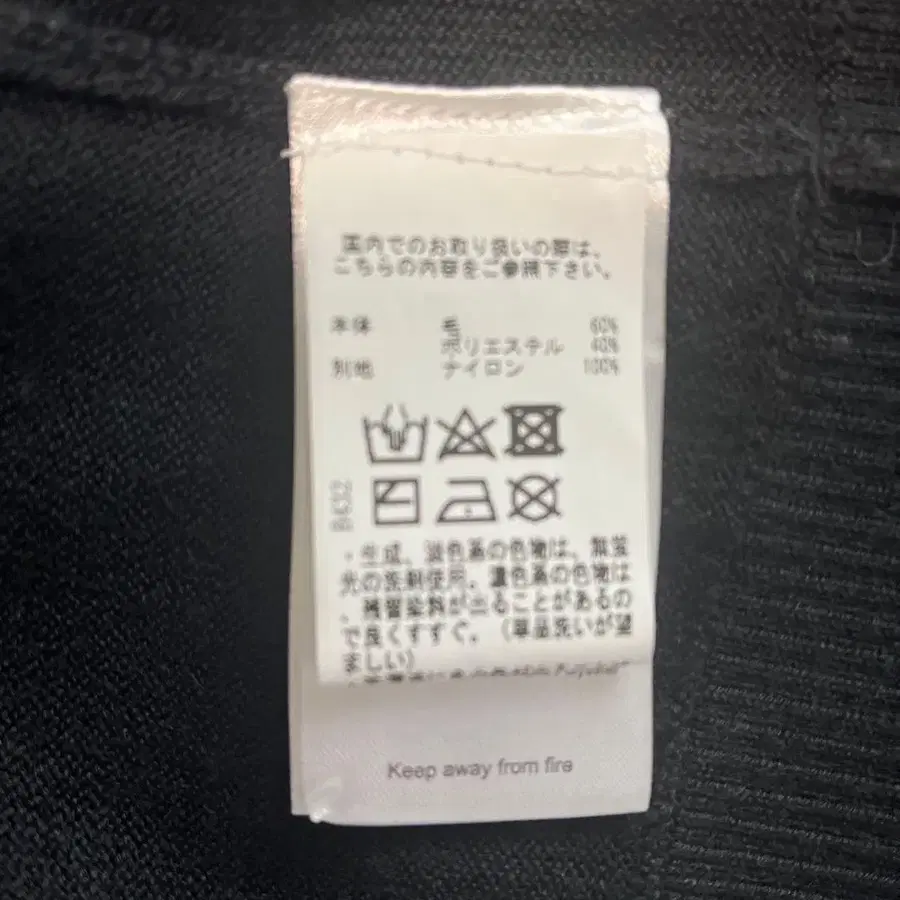 国内でのお取り扱いの際は、
こちらの内容をご参照下さい。
本体 毛 60%
ポリエステル 40%
別地 ナイロン 100%
・生成、淡色系の色物は、無蛍
光の洗剤使用。濃色系の色物は
、残留染料が出ることがあるの
で良くすすぐ。（単品洗いが望
ましい）
Keep away from fire